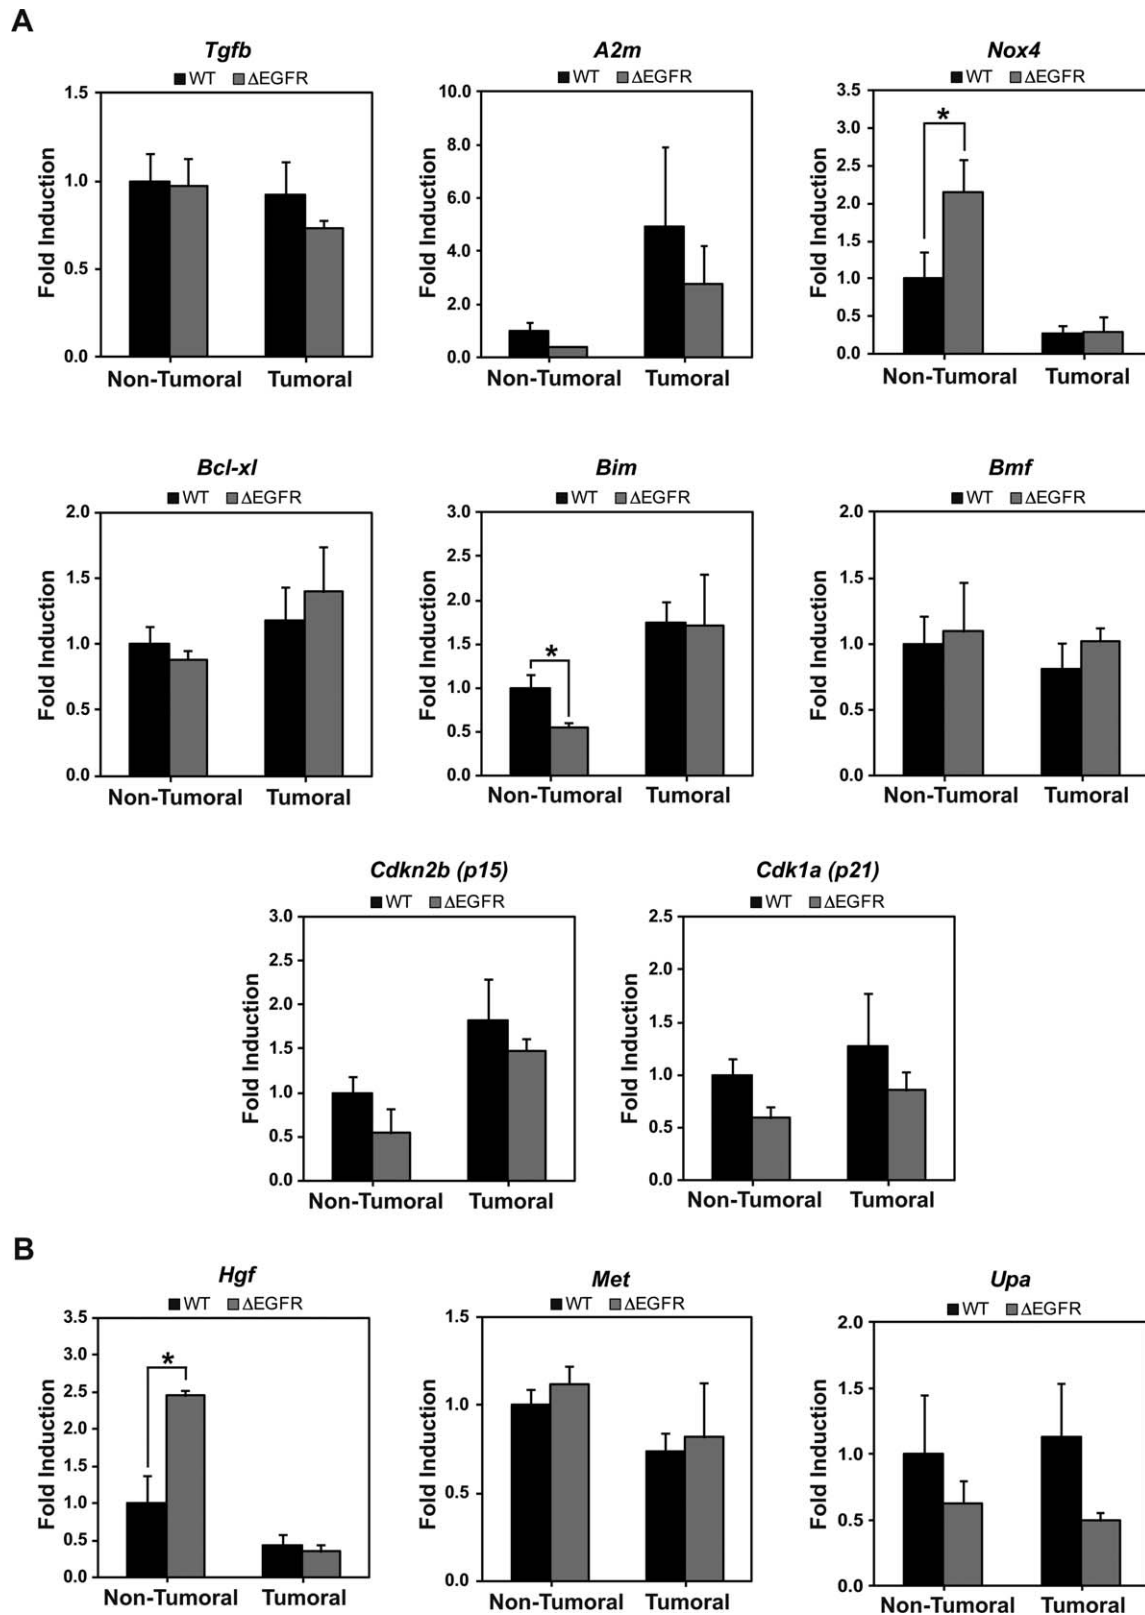 A
Tgfb
WT ΔEGFR
Fold Induction
1.5
1.0
0.5
0.0
Non-Tumoral Tumoral
A2m
WT ΔEGFR
Fold Induction
10.0
8.0
6.0
4.0
2.0
0.0
Non-Tumoral Tumoral
Nox4
WT ΔEGFR
Fold Induction
3.5
3.0
2.5
2.0
1.5
1.0
0.5
0.0
*
Non-Tumoral Tumoral
Bcl-xl
WT ΔEGFR
Fold Induction
2.0
1.5
1.0
0.5
0.0
Non-Tumoral Tumoral
Bim
WT ΔEGFR
Fold Induction
3.0
2.5
2.0
1.5
1.0
0.5
0.0
*
Non-Tumoral Tumoral
Bmf
WT ΔEGFR
Fold Induction
2.0
1.5
1.0
0.5
0.0
Non-Tumoral Tumoral
Cdkn2b (p15)
WT ΔEGFR
Fold Induction
3.0
2.5
2.0
1.5
1.0
0.5
0.0
Non-Tumoral Tumoral
Cdk1a (p21)
WT ΔEGFR
Fold Induction
2.5
2.0
1.5
1.0
0.5
0.0
Non-Tumoral Tumoral
B
Hgf
WT ΔEGFR
Fold Induction
3.5
3.0
2.5
2.0
1.5
1.0
0.5
0.0
*
Non-Tumoral Tumoral
Met
WT ΔEGFR
Fold Induction
1.5
1.0
0.5
0.0
Non-Tumoral Tumoral
Upa
WT ΔEGFR
Fold Induction
2.0
1.5
1.0
0.5
0.0
Non-Tumoral Tumoral